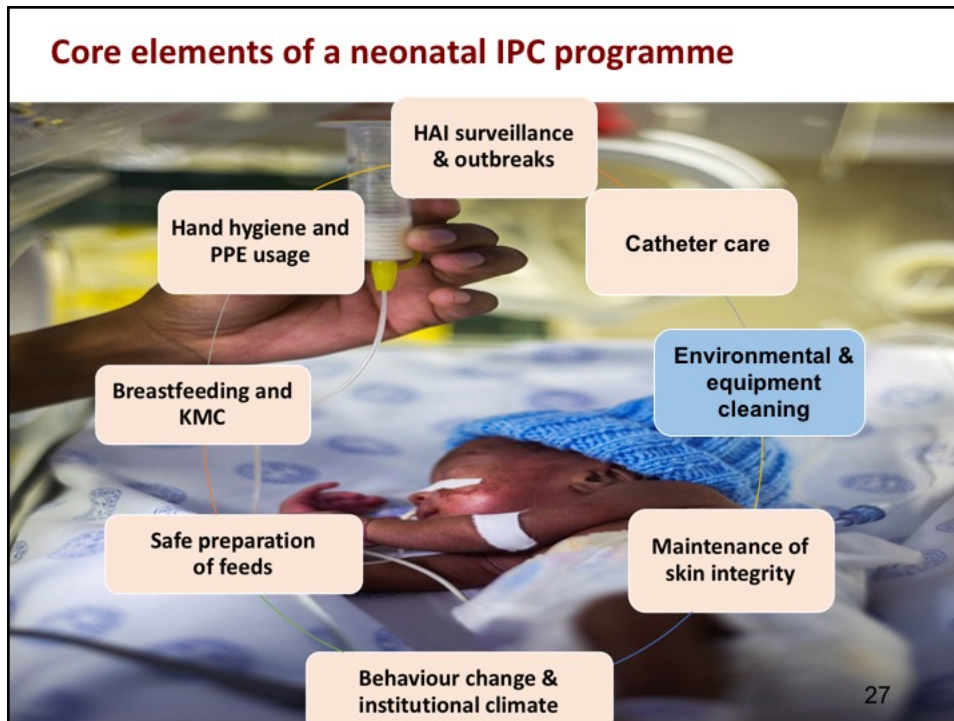 Core elements of a neonatal IPC programme
HAI surveillance
& outbreaks
Hand hygiene and
PPE usage
Catheter care
Environmental &
equipment
cleaning
Breastfeeding and
KMC
Safe preparation
of feeds
Maintenance of
skin integrity
Behaviour change &
institutional climate
27